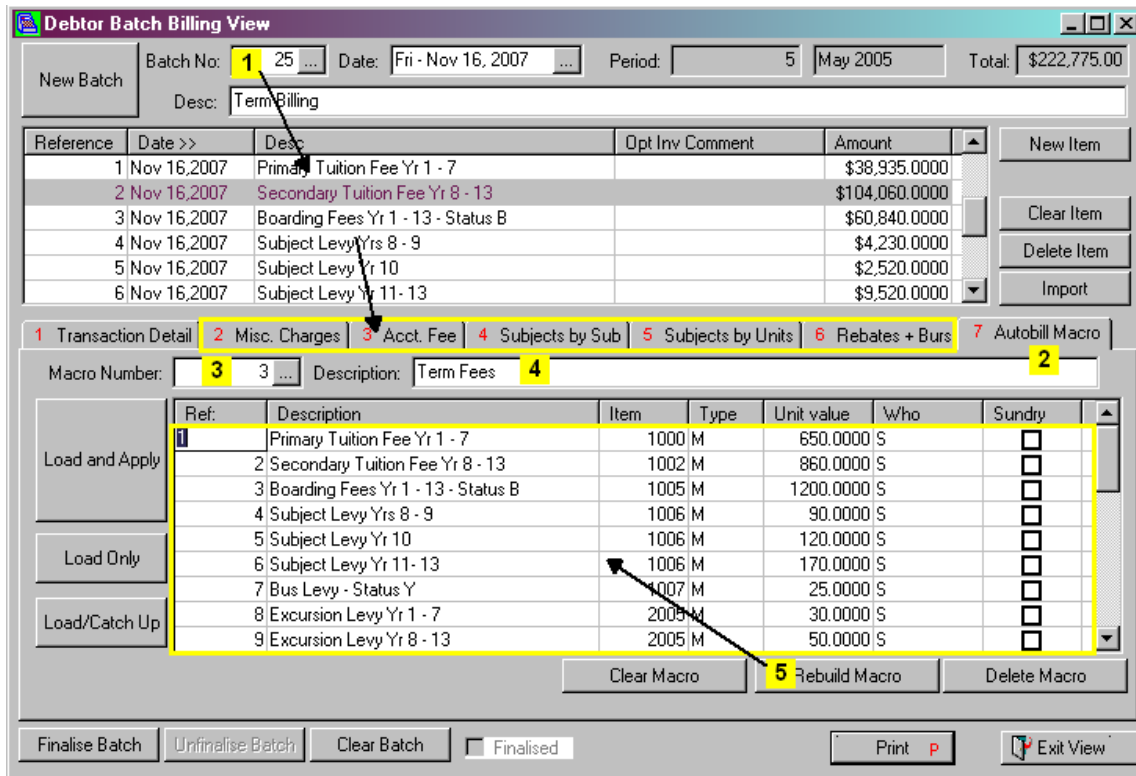 Debtor Batch Billing View
New Batch Batch No: 1 25 ... Date: Fri - Nov 16, 2007 ... Period: 5 May 2005 Total: $222,775.00
Desc: Term Billing
Reference Date >> Desc Opt Inv Comment Amount New Item
1 Nov 16,2007 Primary Tuition Fee Yr 1 - 7 $38,935.0000
2 Nov 16,2007 Secondary Tuition Fee Yr 8 - 13 $104,060.0000
3 Nov 16,2007 Boarding Fees Yr 1 - 13 - Status B $60,840.0000 Clear Item
4 Nov 16,2007 Subject Levy Yrs 8 - 9 $4,230.0000
5 Nov 16,2007 Subject Levy Yr 10 $2,520.0000 Delete Item
6 Nov 16,2007 Subject Levy Yr 11- 13 $9,520.0000 Import
1 Transaction Detail 2 Misc. Charges 3 Acct. Fee 4 Subjects by Sub 5 Subjects by Units 6 Rebates + Burs 7 Autobill Macro
2
Macro Number: 3 3 ... Description: Term Fees 4
Ref: Description Item Type Unit value Who Sundry
1 Primary Tuition Fee Yr 1 - 7 1000 M 650.0000 S
Load and Apply 2 Secondary Tuition Fee Yr 8 - 13 1002 M 860.0000 S
3 Boarding Fees Yr 1 - 13 - Status B 1005 M 1200.0000 S
4 Subject Levy Yrs 8 - 9 1006 M 90.0000 S
5 Subject Levy Yr 10 1006 M 120.0000 S
Load Only 6 Subject Levy Yr 11- 13 1006 M 170.0000 S
7 Bus Levy - Status Y 1007 M 25.0000 S
Load/Catch Up 8 Excursion Levy Yr 1 - 7 2005 M 30.0000 S
9 Excursion Levy Yr 8 - 13 2005 M 50.0000 S
Clear Macro 5 Rebuild Macro Delete Macro
Finalise Batch Unfinalise Batch Clear Batch Finalised Print P Exit View